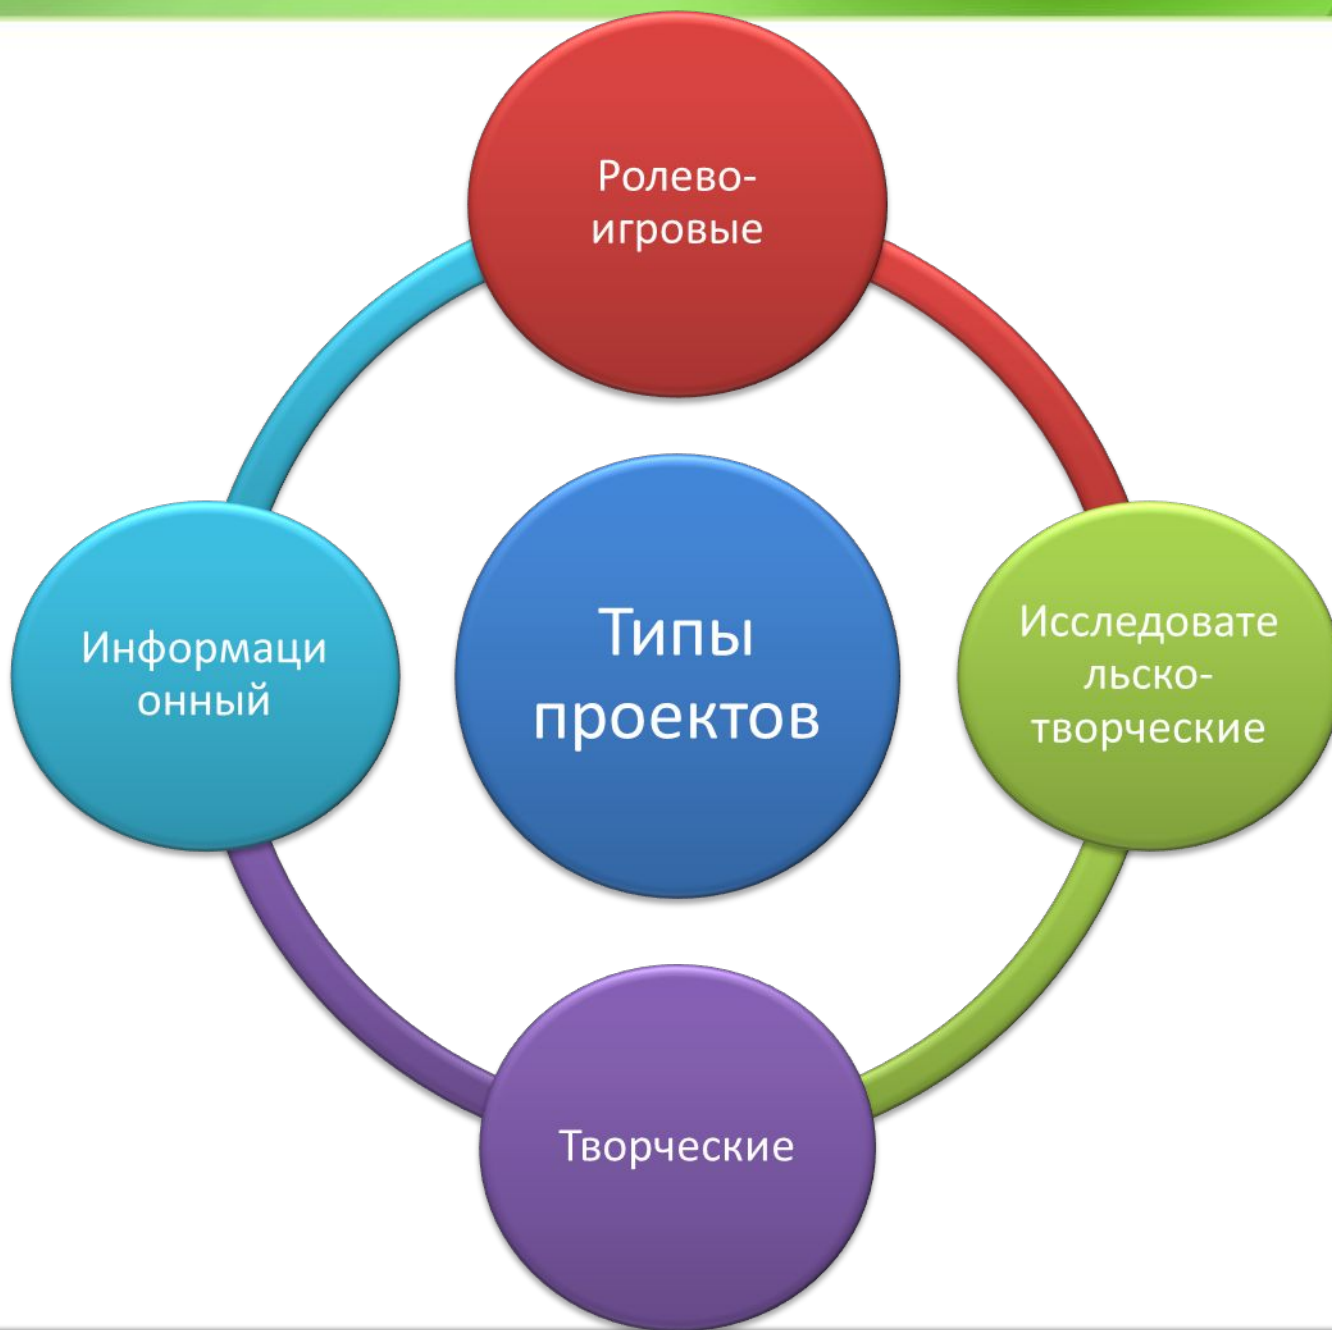 Ролево-
игровые
Информаци
онный
Типы
проектов
Исследовате
льско-
творческие
Творческие